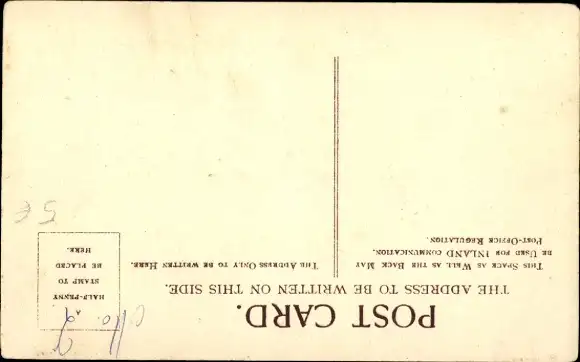 POST CARD.
THE ADDRESS TO BE WRITTEN ON THIS SIDE.
THIS SPACE AS WELL AS THE BACK MAY
BE USED FOR INLAND COMMUNICATION.
POST-OFFICE REGULATION.
THE ADDRESS ONLY TO BE WRITTEN HERE.
A
HALF-PENNY
STAMP TO
BE PLACED
HERE.
5€